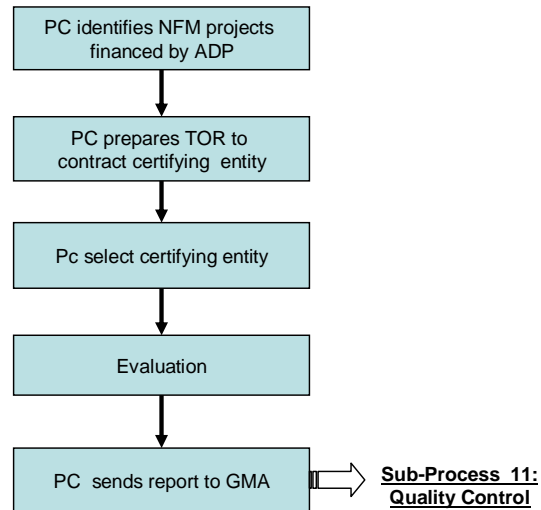 PC identifies NFM projects
financed by ADP
PC prepares TOR to
contract certifying entity
Pc select certifying entity
Evaluation
PC sends report to GMA
Sub-Process 11:
Quality Control